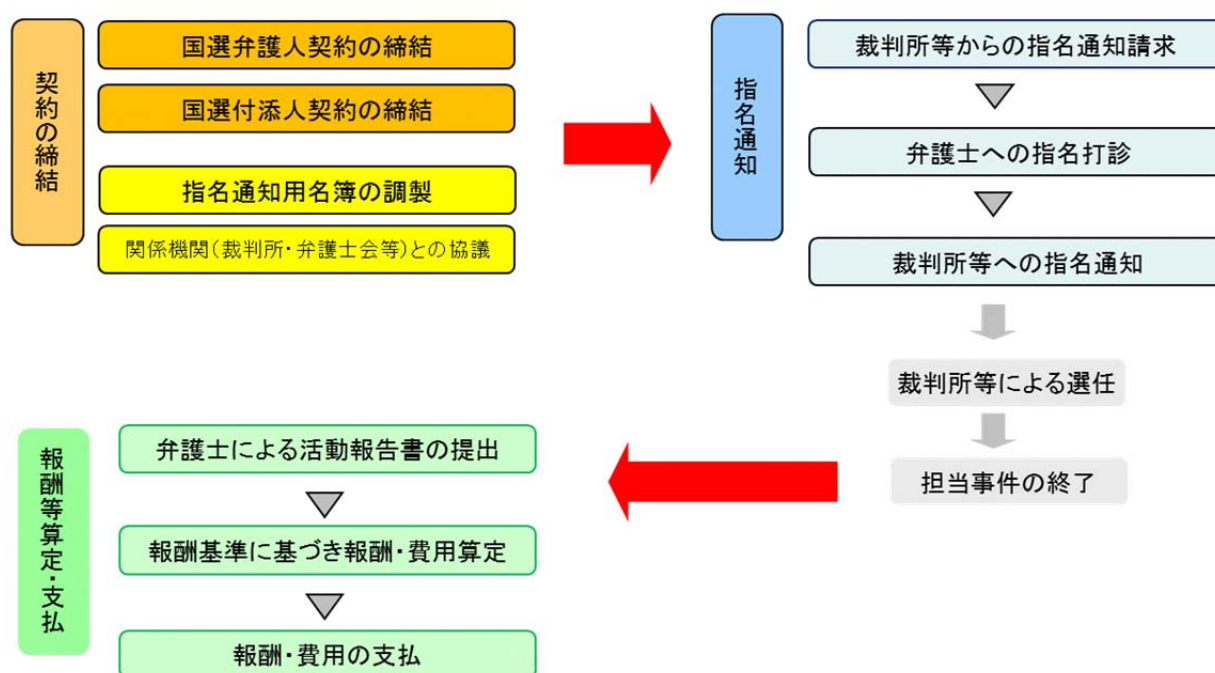 契約の締結
国選弁護人契約の締結
国選付添人契約の締結
指名通知用名簿の調製
関係機関(裁判所・弁護士会等)との協議
指名通知
裁判所等からの指名通知請求
弁護士への指名打診
裁判所等への指名通知
裁判所等による選任
担当事件の終了
報酬等算定・支払
弁護士による活動報告書の提出
報酬基準に基づき報酬・費用算定
報酬・費用の支払